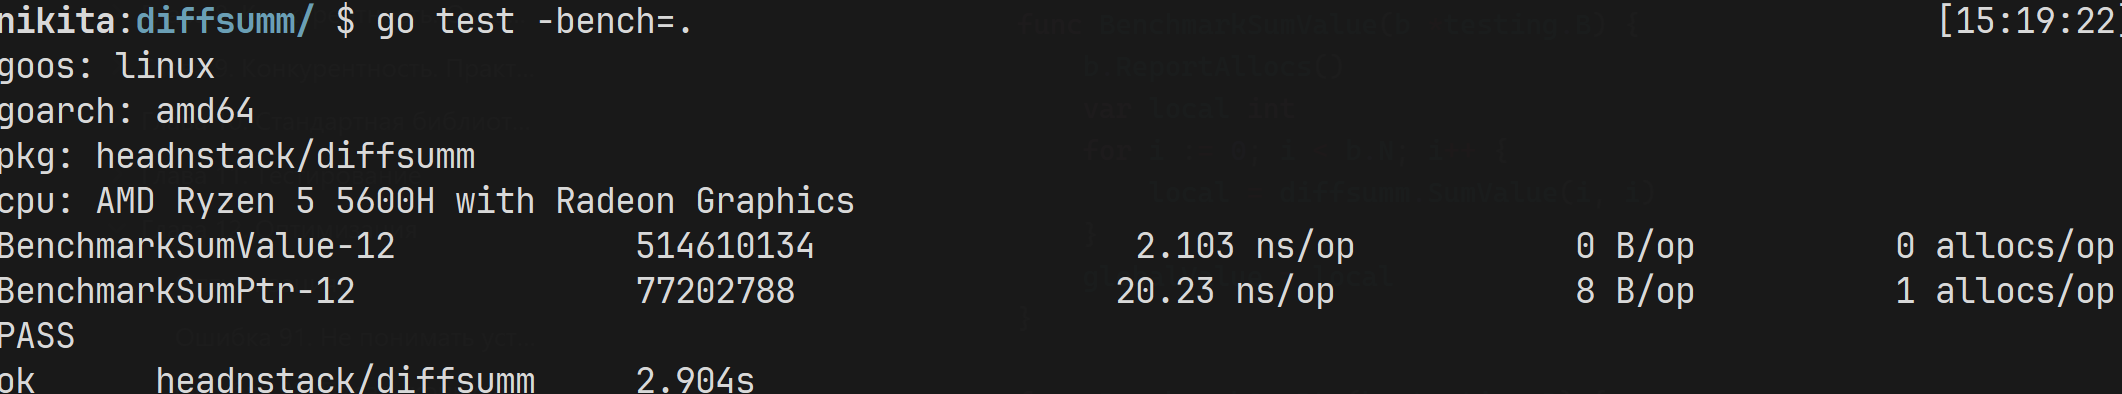 nikita:diffsumm/ $ go test -bench=. [15:19:22]
goos: linux
goarch: amd64
pkg: headnstack/diffsumm
cpu: AMD Ryzen 5 5600H with Radeon Graphics
BenchmarkSumValue-12 514610134 2.103 ns/op 0 B/op 0 allocs/op
BenchmarkSumPtr-12 77202788 20.23 ns/op 8 B/op 1 allocs/op
PASS
ok headnstack/diffsumm 2.904s